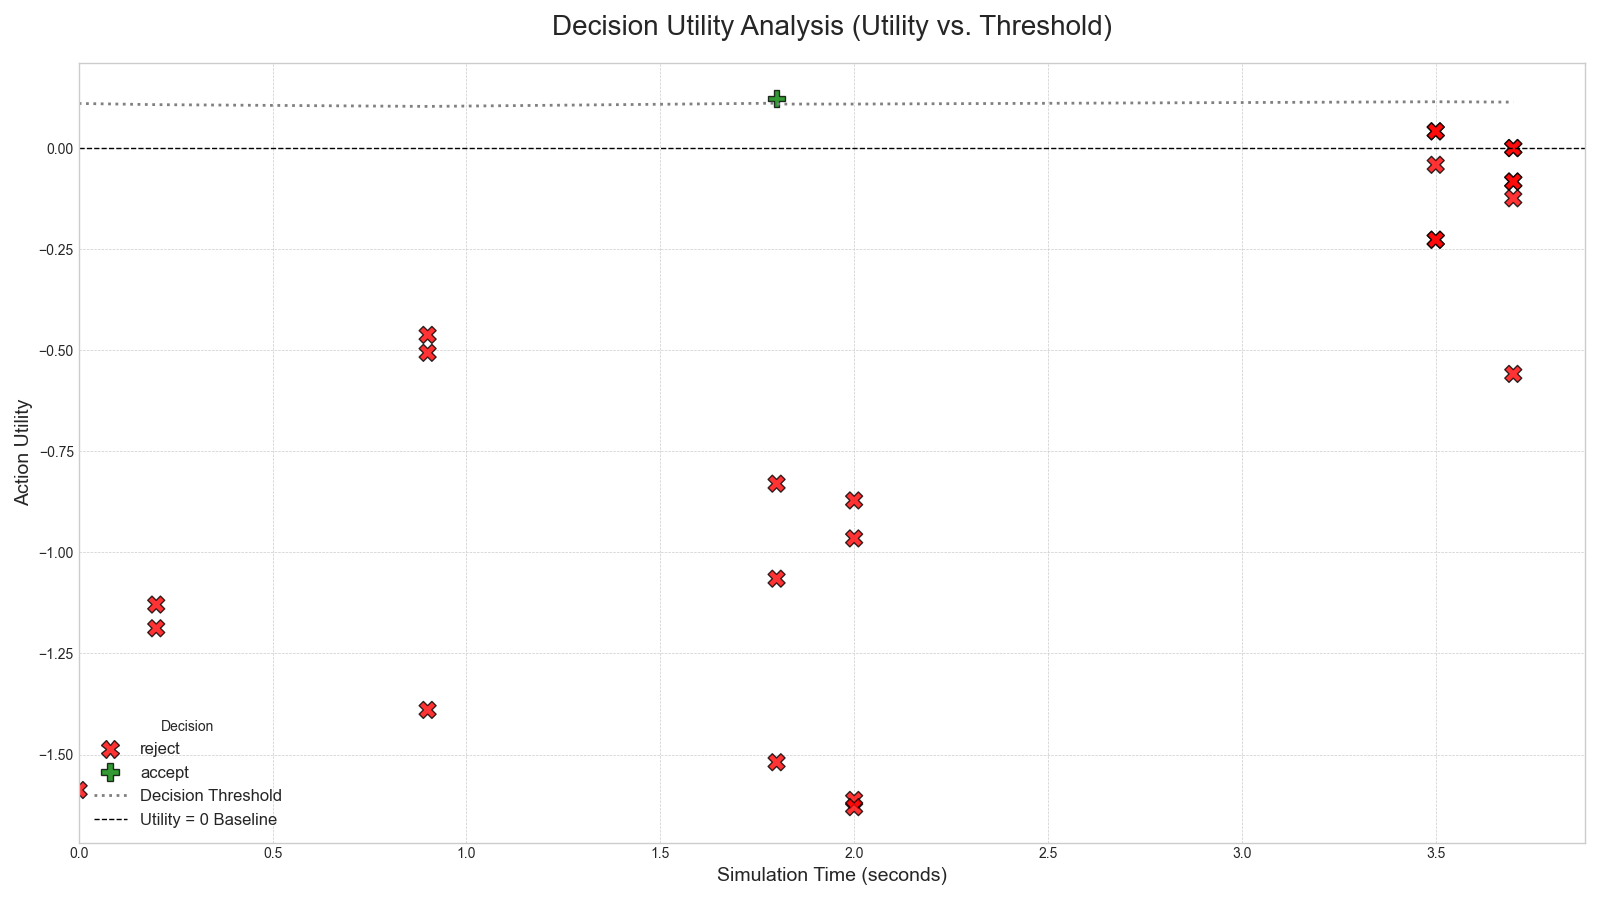 Decision Utility Analysis (Utility vs. Threshold)
Action Utility
0.00
−0.25
−0.50
−0.75
−1.00
−1.25
−1.50
Decision
reject
accept
Decision Threshold
Utility = 0 Baseline
0.0 0.5 1.0 1.5 2.0 2.5 3.0 3.5
Simulation Time (seconds)